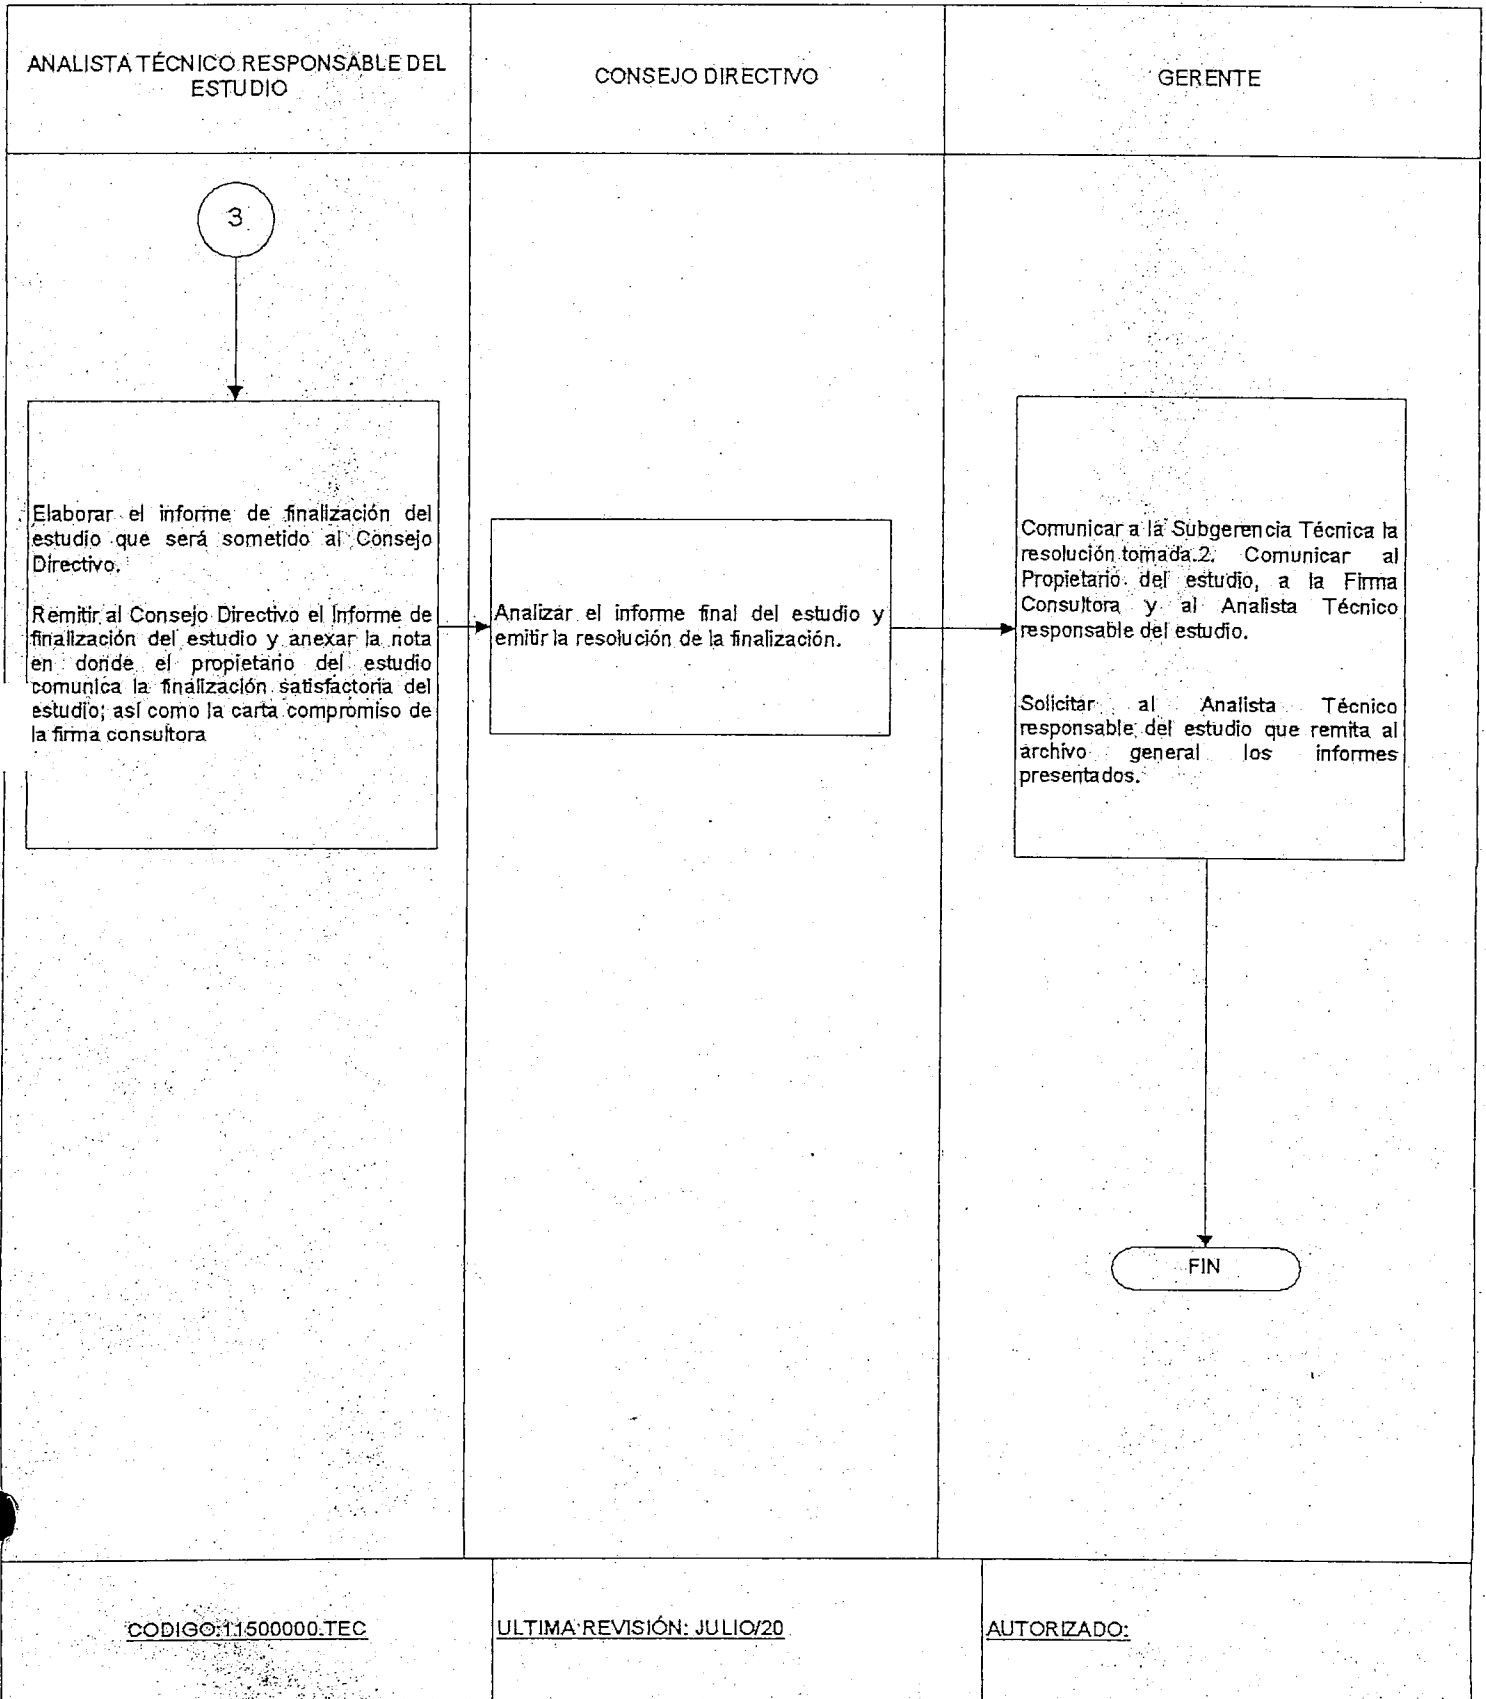 ANALISTA TÉCNICO RESPONSABLE DEL
ESTUDIO
CONSEJO DIRECTIVO
GERENTE
3
Elaborar el informe de finalización del
estudio que será sometido al Consejo
Directivo.
Remitir al Consejo Directivo el Informe de
finalización del estudio y anexar la nota
en donde el propietario del estudio
comunica la finalización satisfactoria del
estudio; así como la carta compromiso de
la firma consultora
Analizar el informe final del estudio y
emitir la resolución de la finalización.
Comunicar a la Subgerencia Técnica la
resolución tomada.2. Comunicar al
Propietario del estudio, a la Firma
Consultora y al Analista Técnico
responsable del estudio.
Solicitar al Analista Técnico
responsable del estudio que remita al
archivo general los informes
presentados.
FIN
CODIGO:11500000.TEC
ULTIMA REVISIÓN: JULIO/20
AUTORIZADO: